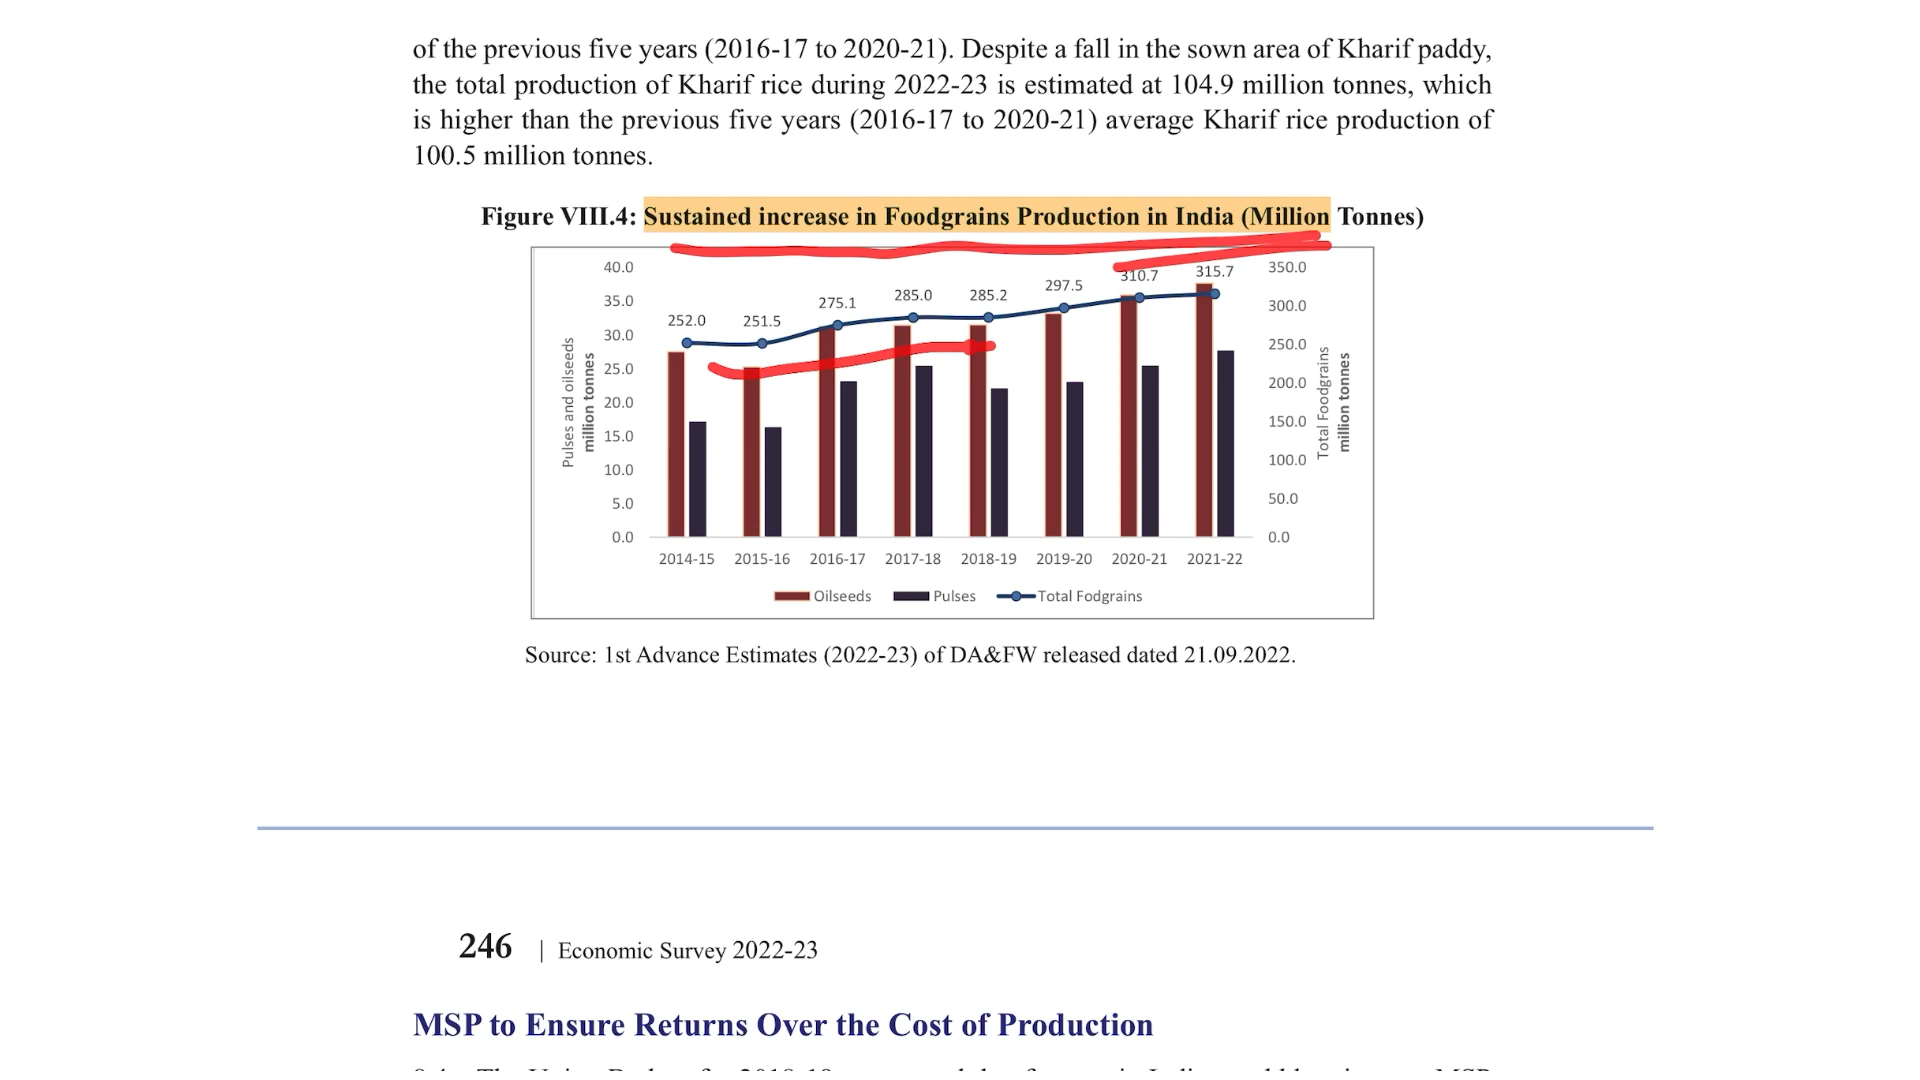 of the previous five years (2016-17 to 2020-21). Despite a fall in the sown area of Kharif paddy,
the total production of Kharif rice during 2022-23 is estimated at 104.9 million tonnes, which
is higher than the previous five years (2016-17 to 2020-21) average Kharif rice production of
100.5 million tonnes.
Figure VIII.4: Sustained increase in Foodgrains Production in India (Million Tonnes)
Pulses and oilseeds
million tonnes
40.0
35.0
30.0
25.0
20.0
15.0
10.0
5.0
0.0
252.0 251.5 275.1 285.0 285.2 297.5 310.7 315.7
350.0
300.0
250.0
200.0
150.0
100.0
50.0
0.0
Total Foodgrains
million tonnes
2014-15 2015-16 2016-17 2017-18 2018-19 2019-20 2020-21 2021-22
Oilseeds Pulses Total Fodgrains
Source: 1st Advance Estimates (2022-23) of DA&FW released dated 21.09.2022.
246 | Economic Survey 2022-23
MSP to Ensure Returns Over the Cost of Production